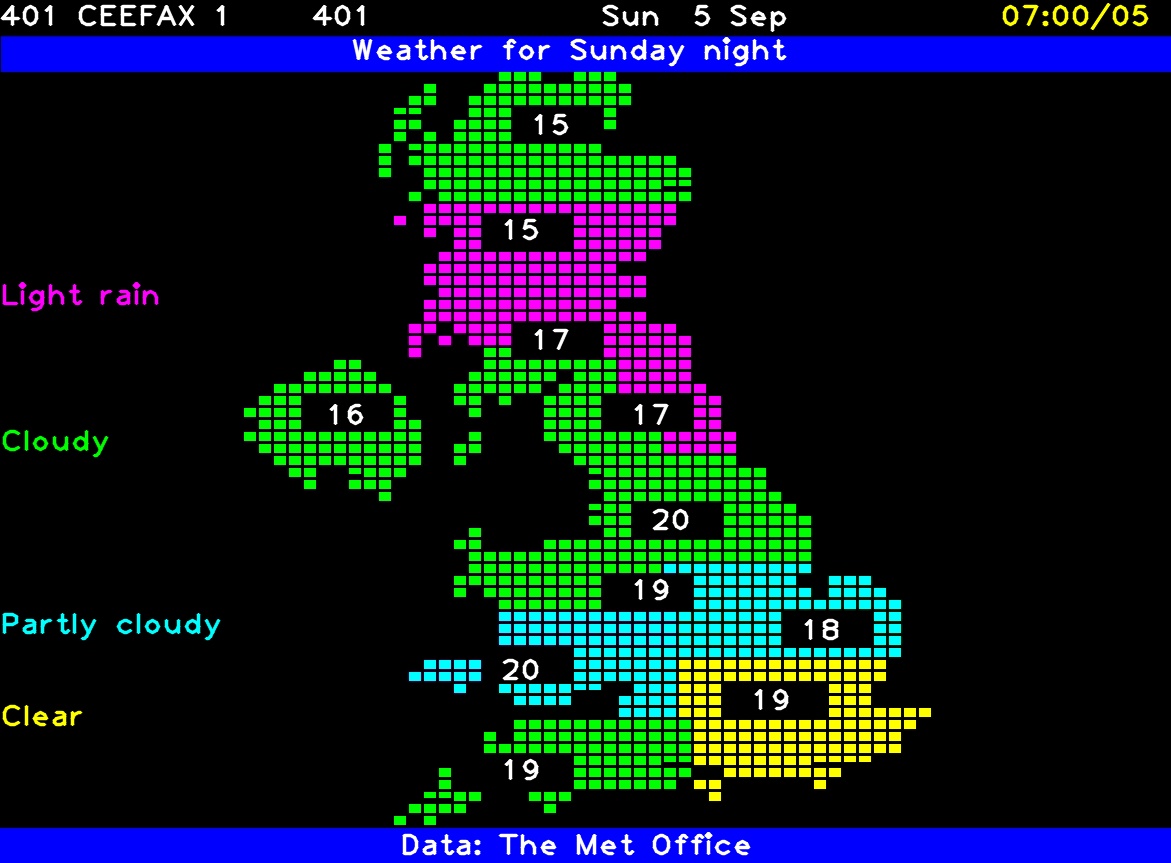 401 CEEFAX 1 401 Sun 5 Sep 07:00/05
Weather for Sunday night
15
15
Light rain
17
16 17
Cloudy
20
19
Partly cloudy 18
20
19
Clear
19
Data: The Met Office